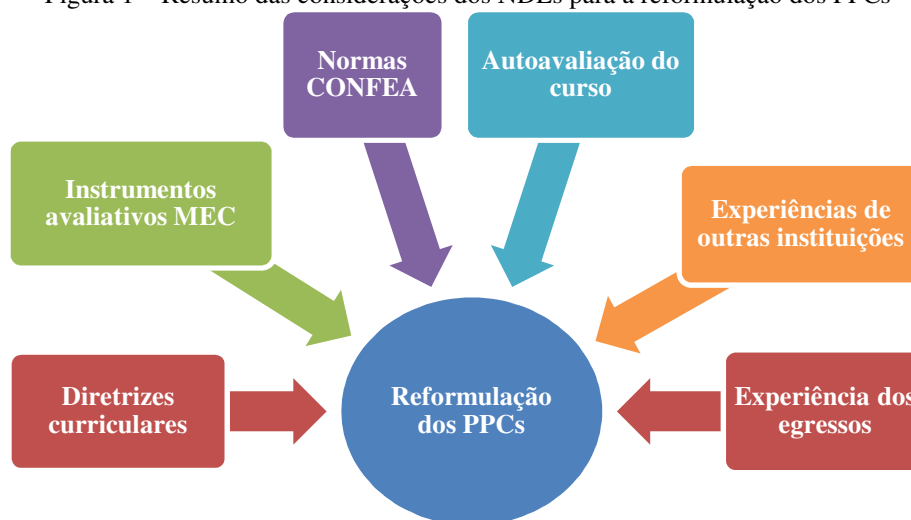 Figura 1 – Resumo das considerações dos NDEs para a reformulação dos PPCs
Normas
CONFEA
Autoavaliação do
curso
Instrumentos
avaliativos MEC
Experiências de
outras instituições
Diretrizes
curriculares
Reformulação
dos PPCs
Experiência dos
egressos